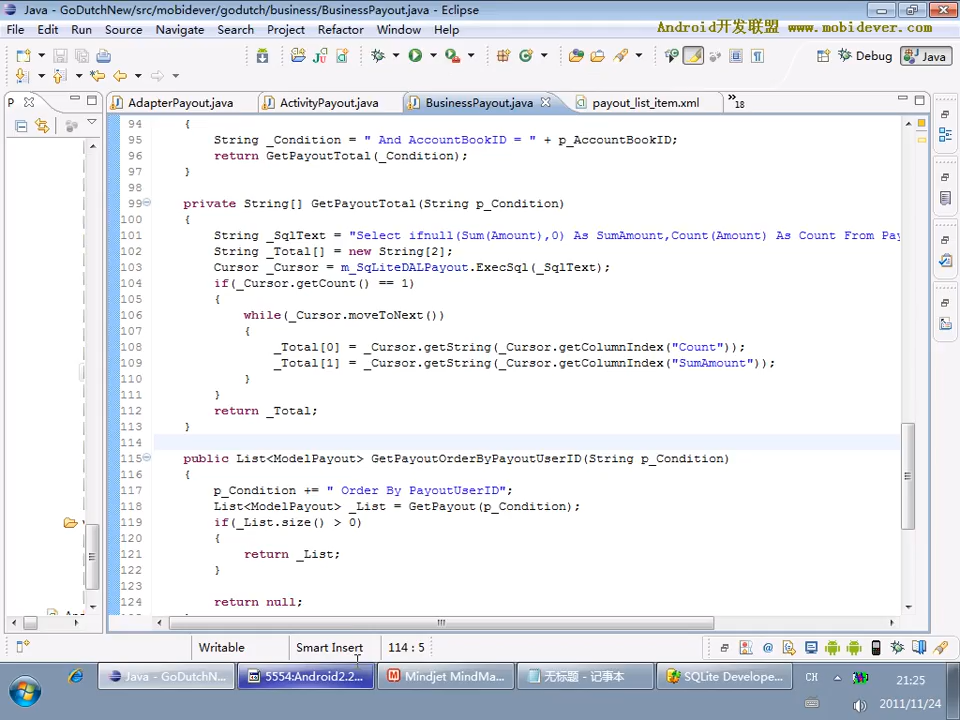 Java - GoDutchNew/src/mobidever/godutch/business/BusinessPayout.java - Eclipse
File Edit Run Source Navigate Search Project Refactor Window Help
Android开发联盟 www.mobidever.com
Debug Java
P AdapterPayout.java ActivityPayout.java BusinessPayout.java payout_list_item.xml »18
94 {
95 String _Condition = " And AccountBookID = " + p_AccountBookID;
96 return GetPayoutTotal(_Condition);
97 }
98
99 private String[] GetPayoutTotal(String p_Condition)
100 {
101 String _SqlText = "Select ifnull(Sum(Amount),0) As SumAmount,Count(Amount) As Count From Pay
102 String _Total[] = new String[2];
103 Cursor _Cursor = m_SqLiteDALPayout.ExecSql(_SqlText);
104 if(_Cursor.getCount() == 1)
105 {
106 while(_Cursor.moveToNext())
107 {
108 _Total[0] = _Cursor.getString(_Cursor.getColumnIndex("Count"));
109 _Total[1] = _Cursor.getString(_Cursor.getColumnIndex("SumAmount"));
110 }
111 }
112 return _Total;
113 }
114
115 public List<ModelPayout> GetPayoutOrderByPayoutUserID(String p_Condition)
116 {
117 p_Condition += " Order By PayoutUserID";
118 List<ModelPayout> _List = GetPayout(p_Condition);
119 if(_List.size() > 0)
120 {
121 return _List;
122 }
123
124 return null;
Writable Smart Insert 114 : 5
Java - GoDutchN... 5554:Android2.2... Mindjet MindMa... 无标题 - 记事本 SQLite Develope... CH 21:25
2011/11/24